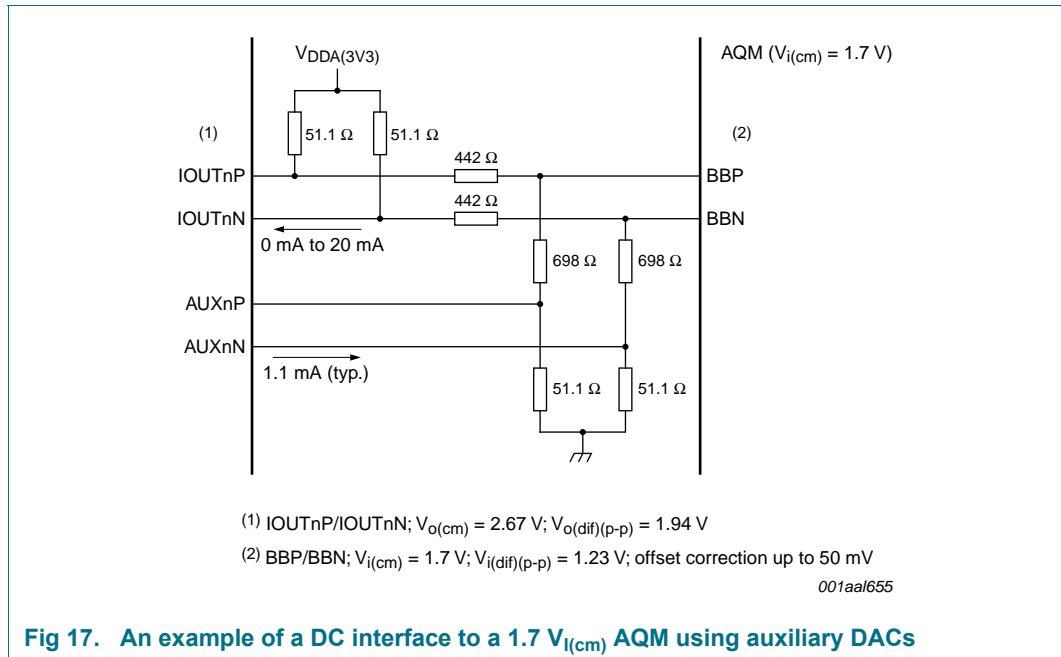 VDDA(3V3)
AQM (Vi(cm) = 1.7 V)
(1)
51.1 Ω
51.1 Ω
(2)
442 Ω
IOUTnP
BBP
442 Ω
IOUTnN
BBN
0 mA to 20 mA
698 Ω
698 Ω
AUXnP
AUXnN
1.1 mA (typ.)
51.1 Ω
51.1 Ω
(1) IOUTnP/IOUTnN; Vo(cm) = 2.67 V; Vo(dif)(p-p) = 1.94 V
(2) BBP/BBN; Vi(cm) = 1.7 V; Vi(dif)(p-p) = 1.23 V; offset correction up to 50 mV
001aal655
Fig 17. An example of a DC interface to a 1.7 VI(cm) AQM using auxiliary DACs